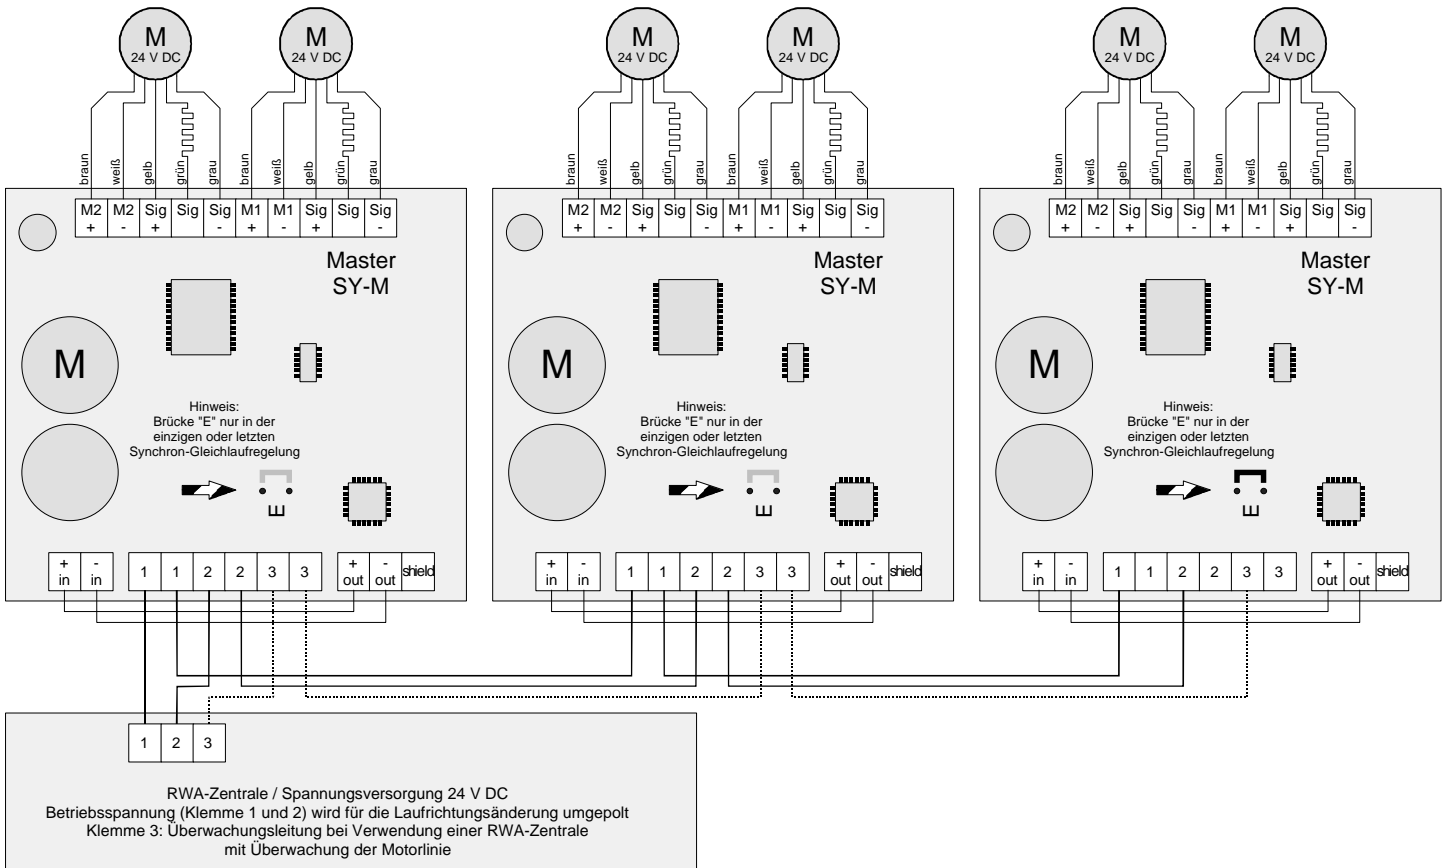 M M M M M M
24 V DC 24 V DC 24 V DC 24 V DC 24 V DC 24 V DC
braun weiß gelb grün grau braun weiß gelb grün grau braun weiß gelb grün grau braun weiß gelb grün grau braun weiß gelb grün grau braun weiß gelb grün grau
M2 M2 Sig Sig Sig M1 M1 Sig Sig Sig M2 M2 Sig Sig Sig M1 M1 Sig Sig Sig M2 M2 Sig Sig Sig M1 M1 Sig Sig Sig
+ - + - + - + - + - + - + - + - + - + - + - + -
Master Master Master
SY-M SY-M SY-M
M M M
Hinweis:
Brücke "E" nur in der
einzigen oder letzten
Synchron-Gleichlaufregelung
E
Hinweis:
Brücke "E" nur in der
einzigen oder letzten
Synchron-Gleichlaufregelung
E
Hinweis:
Brücke "E" nur in der
einzigen oder letzten
Synchron-Gleichlaufregelung
E
+ - + - + - + - + - + -
in in 1 1 2 2 3 3 out out shield in in 1 1 2 2 3 3 out out shield in in 1 1 2 2 3 3 out out shield
1 2 3
RWA-Zentrale / Spannungsversorgung 24 V DC
Betriebsspannung (Klemme 1 und 2) wird für die Laufrichtungsänderung umgepolt
Klemme 3: Überwachungsleitung bei Verwendung einer RWA-Zentrale
mit Überwachung der Motorlinie